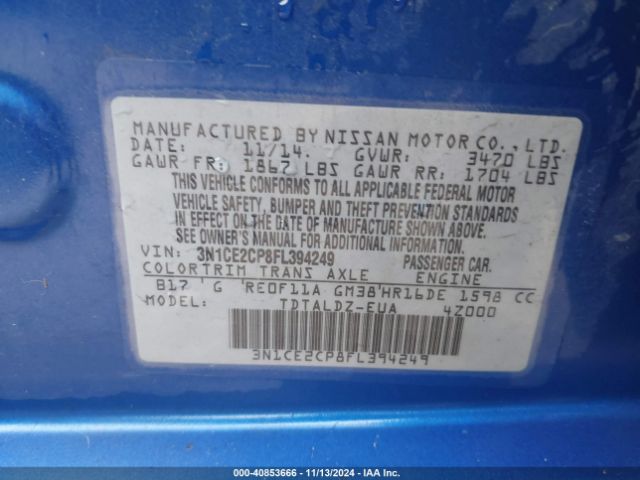 MANUFACTURED BY NISSAN MOTOR CO., LTD.
DATE: 11/14. GVWR: 3470 LBS
GAWR FR: 1867 LBS GAWR RR: 1704 LBS
THIS VEHICLE CONFORMS TO ALL APPLICABLE FEDERAL MOTOR
VEHICLE SAFETY, BUMPER AND THEFT PREVENTION STANDARDS
IN EFFECT ON THE DATE OF MANUFACTURE SHOWN ABOVE.
SEE OWNER'S MANUAL FOR ADDITIONAL INFORMATION.
VIN: 3N1CE2CP8FL394249 PASSENGER CAR.
COLOR TRIM TRANS AXLE ENGINE
B17 G RE0F11A GM38 HR16DE 1598 CC
MODEL: TDTALDZ-EUA 4Z000
3N1CE2CP8FL394249
000-40853666 - 11/13/2024 - IAA Inc.